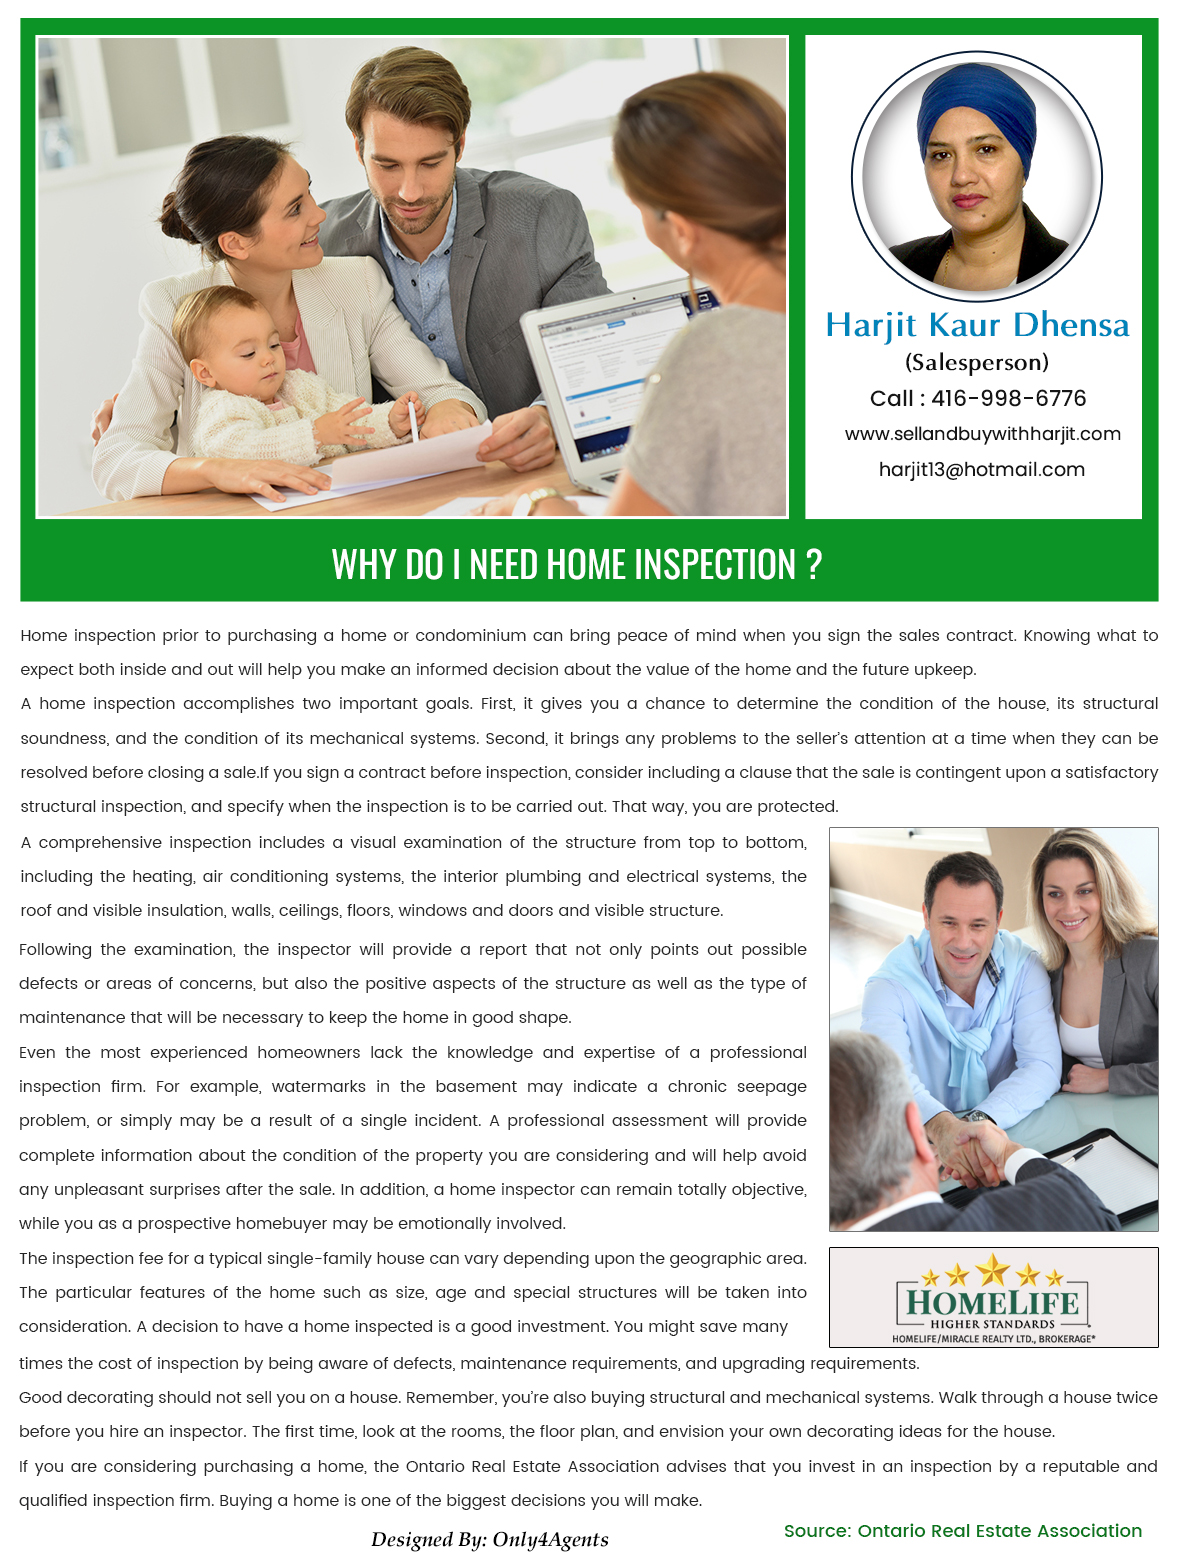 Harjit Kaur Dhensa
(Salesperson)
Call : 416-998-6776
www.sellandbuywithharjit.com
harjit13@hotmail.com
WHY DO I NEED HOME INSPECTION ?
Home inspection prior to purchasing a home or condominium can bring peace of mind when you sign the sales contract. Knowing what to
expect both inside and out will help you make an informed decision about the value of the home and the future upkeep.
A home inspection accomplishes two important goals. First, it gives you a chance to determine the condition of the house, its structural
soundness, and the condition of its mechanical systems. Second, it brings any problems to the seller’s attention at a time when they can be
resolved before closing a sale.If you sign a contract before inspection, consider including a clause that the sale is contingent upon a satisfactory
structural inspection, and specify when the inspection is to be carried out. That way, you are protected.
A comprehensive inspection includes a visual examination of the structure from top to bottom,
including the heating, air conditioning systems, the interior plumbing and electrical systems, the
roof and visible insulation, walls, ceilings, floors, windows and doors and visible structure.
Following the examination, the inspector will provide a report that not only points out possible
defects or areas of concerns, but also the positive aspects of the structure as well as the type of
maintenance that will be necessary to keep the home in good shape.
Even the most experienced homeowners lack the knowledge and expertise of a professional
inspection firm. For example, watermarks in the basement may indicate a chronic seepage
problem, or simply may be a result of a single incident. A professional assessment will provide
complete information about the condition of the property you are considering and will help avoid
any unpleasant surprises after the sale. In addition, a home inspector can remain totally objective,
while you as a prospective homebuyer may be emotionally involved.
The inspection fee for a typical single-family house can vary depending upon the geographic area.
The particular features of the home such as size, age and special structures will be taken into
consideration. A decision to have a home inspected is a good investment. You might save many
times the cost of inspection by being aware of defects, maintenance requirements, and upgrading requirements.
Good decorating should not sell you on a house. Remember, you’re also buying structural and mechanical systems. Walk through a house twice
before you hire an inspector. The first time, look at the rooms, the floor plan, and envision your own decorating ideas for the house.
If you are considering purchasing a home, the Ontario Real Estate Association advises that you invest in an inspection by a reputable and
qualified inspection firm. Buying a home is one of the biggest decisions you will make.
HOMELIFE
HIGHER STANDARDS
HOMELIFE/MIRACLE REALTY LTD., BROKERAGE*
Designed By: Only4Agents
Source: Ontario Real Estate Association